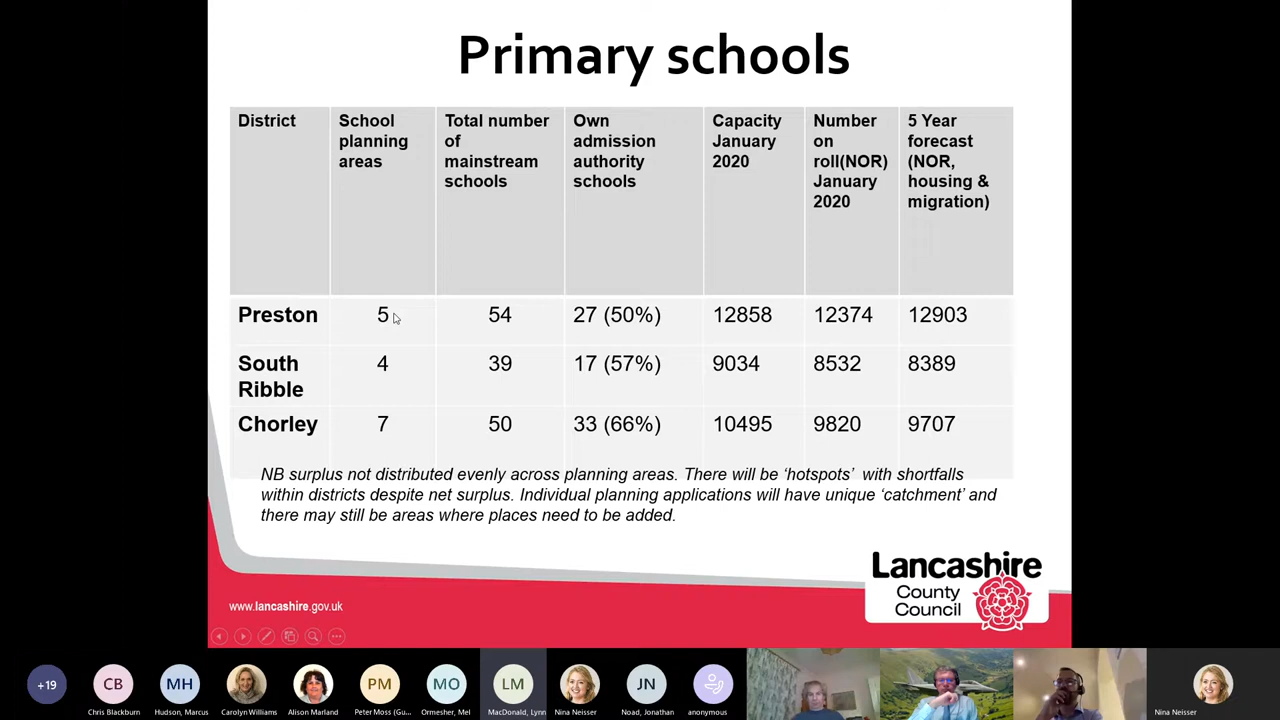 Primary schools
District
School planning areas
Total number of mainstream schools
Own admission authority schools
Capacity January 2020
Number on roll(NOR) January 2020
5 Year forecast (NOR, housing & migration)
Preston 5 54 27 (50%) 12858 12374 12903
South Ribble 4 39 17 (57%) 9034 8532 8389
Chorley 7 50 33 (66%) 10495 9820 9707
NB surplus not distributed evenly across planning areas. There will be ‘hotspots’ with shortfalls
within districts despite net surplus. Individual planning applications will have unique ‘catchment’ and
there may still be areas where places need to be added.
Lancashire
County
Council
www.lancashire.gov.uk
+19 CB MH PM MO LM JN
Chris Blackburn Hudson, Marcus Carolyn Williams Alison Marland Peter Moss (Gu... Ormesher, Mel MacDonald, Lynn Nina Neisser Noad, Jonathan anonymous Nina Neisser